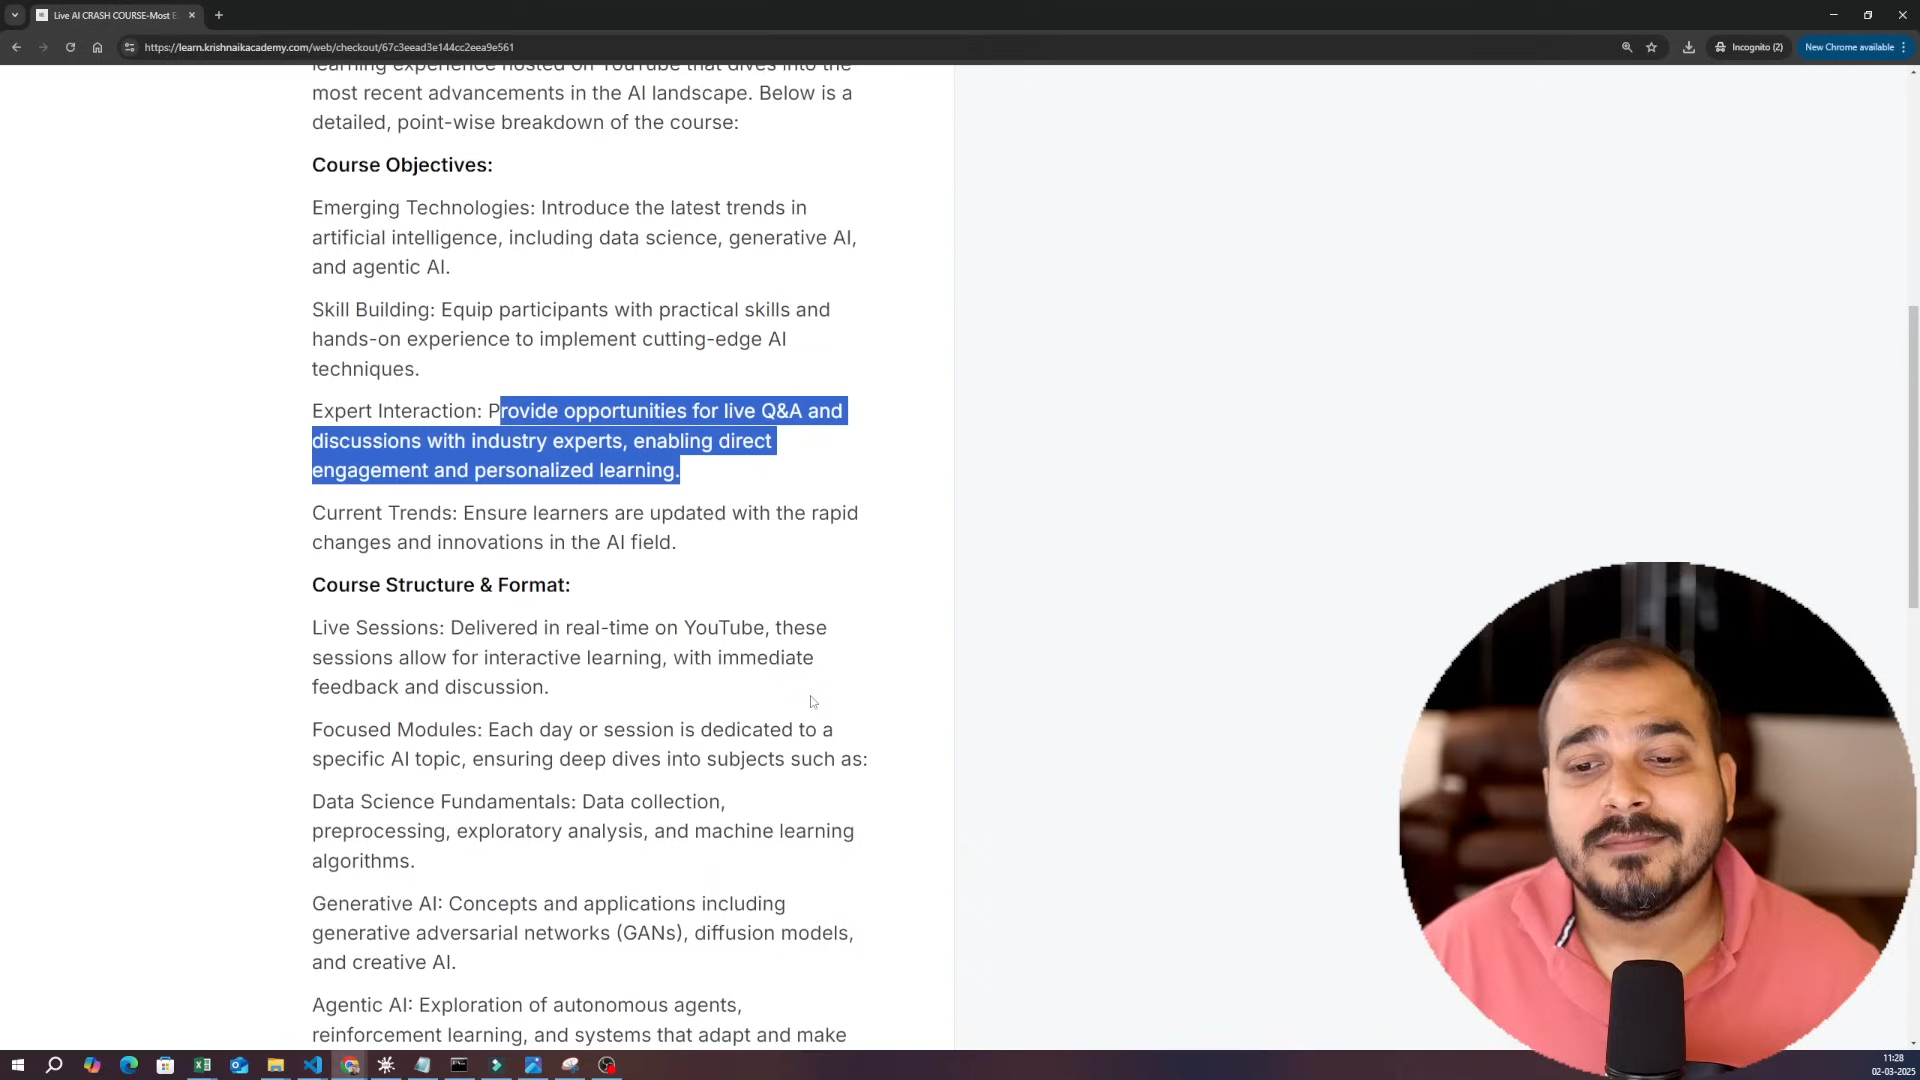 Live AI CRASH COURSE-Most E
https://learn.krishnaikacademy.com/web/checkout/67c3eead3e144cc2eea9e561
Incognito (2)
New Chrome available
learning experience hosted on YouTube that dives into the
most recent advancements in the AI landscape. Below is a
detailed, point-wise breakdown of the course:
Course Objectives:
Emerging Technologies: Introduce the latest trends in
artificial intelligence, including data science, generative AI,
and agentic AI.
Skill Building: Equip participants with practical skills and
hands-on experience to implement cutting-edge AI
techniques.
Expert Interaction: Provide opportunities for live Q&A and
discussions with industry experts, enabling direct
engagement and personalized learning.
Current Trends: Ensure learners are updated with the rapid
changes and innovations in the AI field.
Course Structure & Format:
Live Sessions: Delivered in real-time on YouTube, these
sessions allow for interactive learning, with immediate
feedback and discussion.
Focused Modules: Each day or session is dedicated to a
specific AI topic, ensuring deep dives into subjects such as:
Data Science Fundamentals: Data collection,
preprocessing, exploratory analysis, and machine learning
algorithms.
Generative AI: Concepts and applications including
generative adversarial networks (GANs), diffusion models,
and creative AI.
Agentic AI: Exploration of autonomous agents,
reinforcement learning, and systems that adapt and make
11:28
02-03-2025